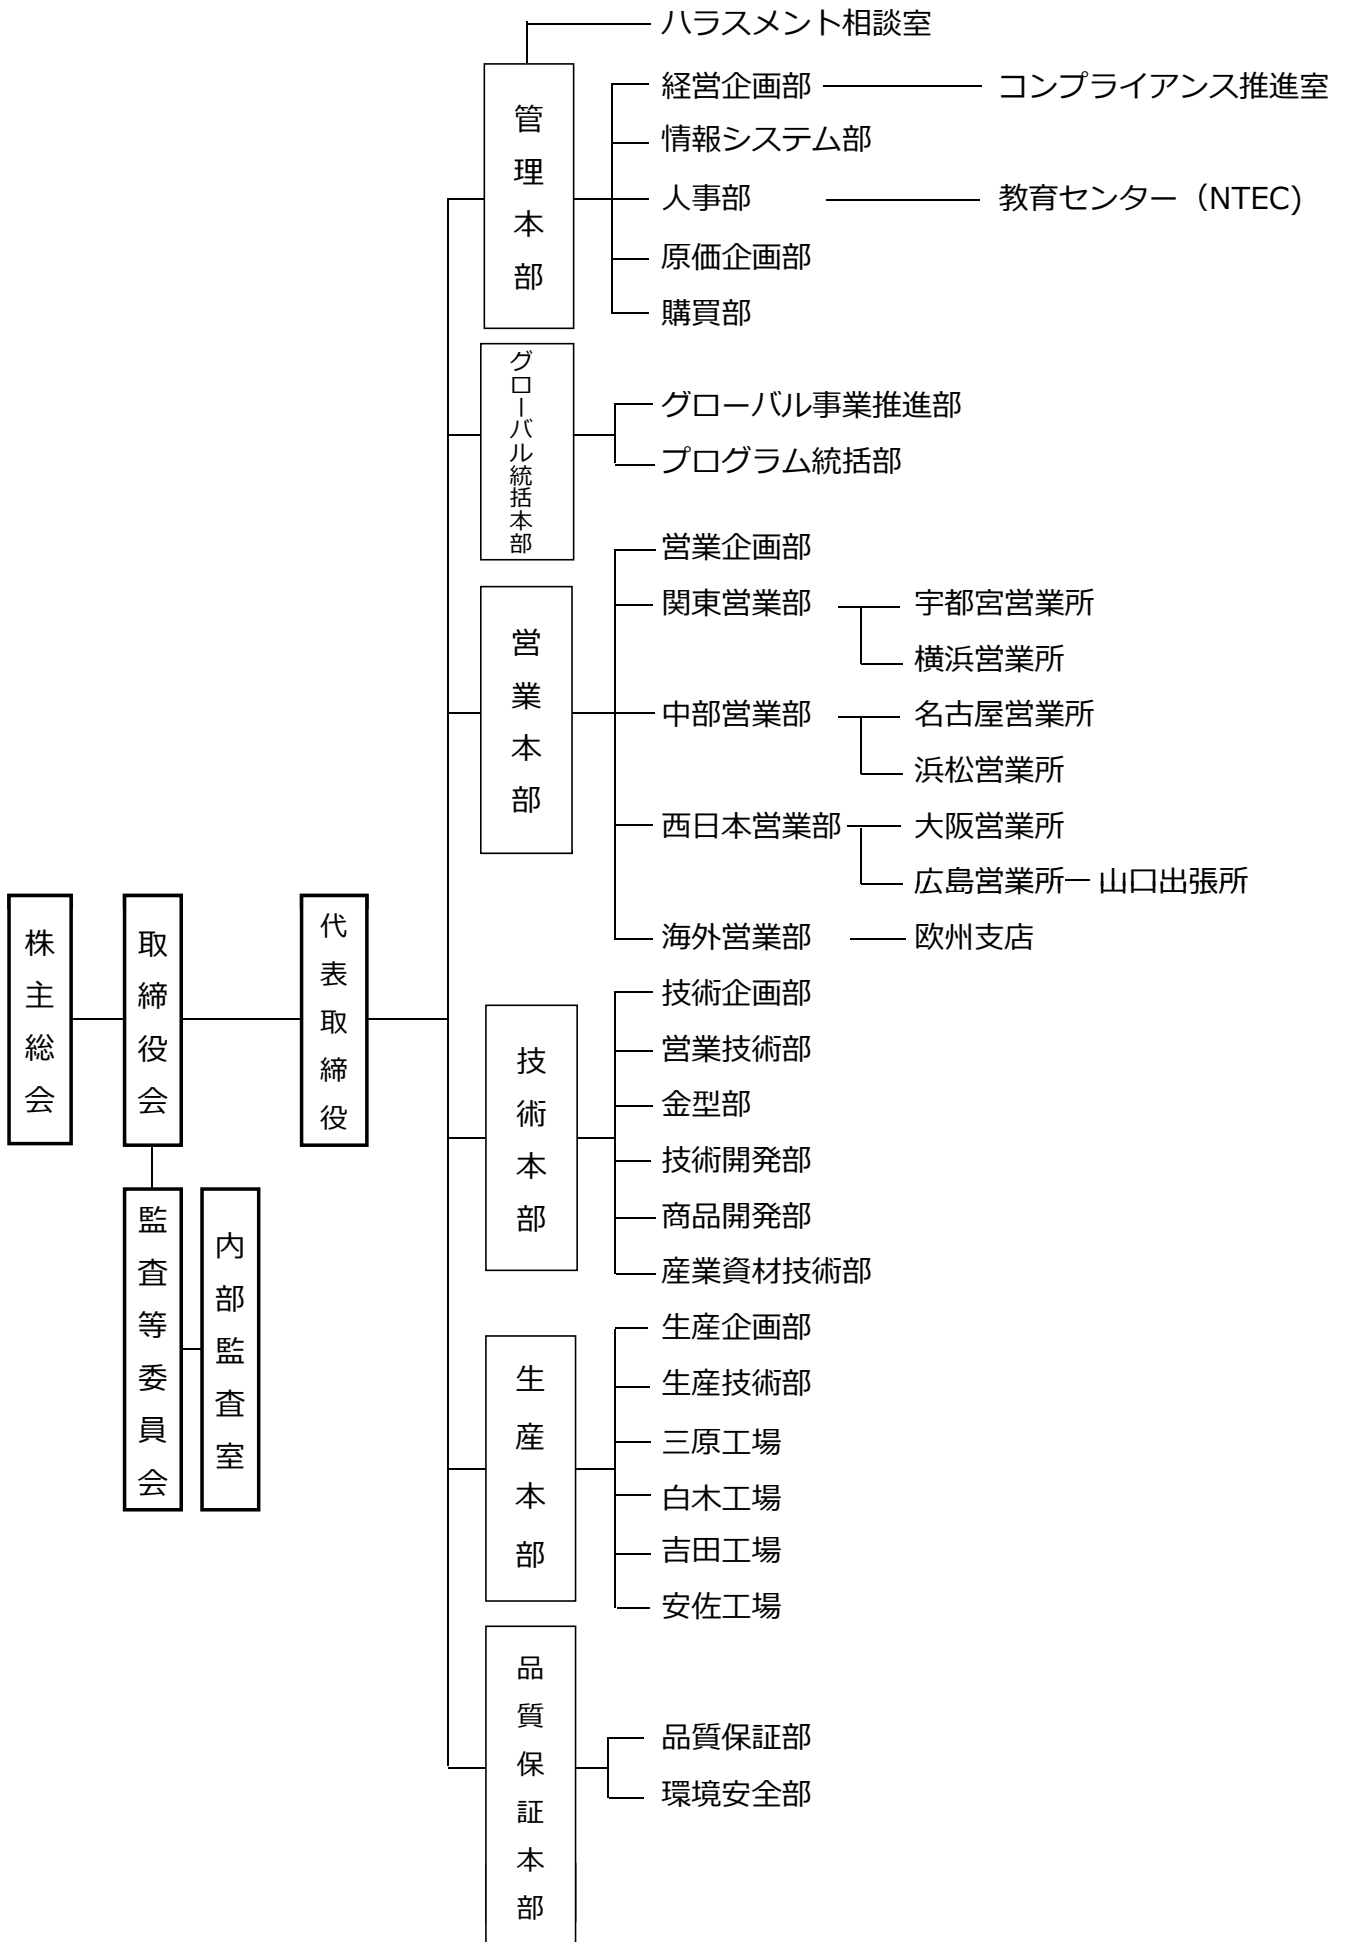 ハラスメント相談室
管理本部
経営企画部
コンプライアンス推進室
情報システム部
人事部
教育センター（NTEC）
原価企画部
購買部
グローバル統括本部
グローバル事業推進部
プログラム統括部
営業本部
営業企画部
関東営業部
宇都宮営業所
横浜営業所
中部営業部
名古屋営業所
浜松営業所
西日本営業部
大阪営業所
広島営業所
山口出張所
海外営業部
欧州支店
株主総会
取締役会
代表取締役
監査等委員会
内部監査室
技術本部
技術企画部
営業技術部
金型部
技術開発部
商品開発部
産業資材技術部
生産本部
生産企画部
生産技術部
三原工場
白木工場
吉田工場
安佐工場
品質保証本部
品質保証部
環境安全部